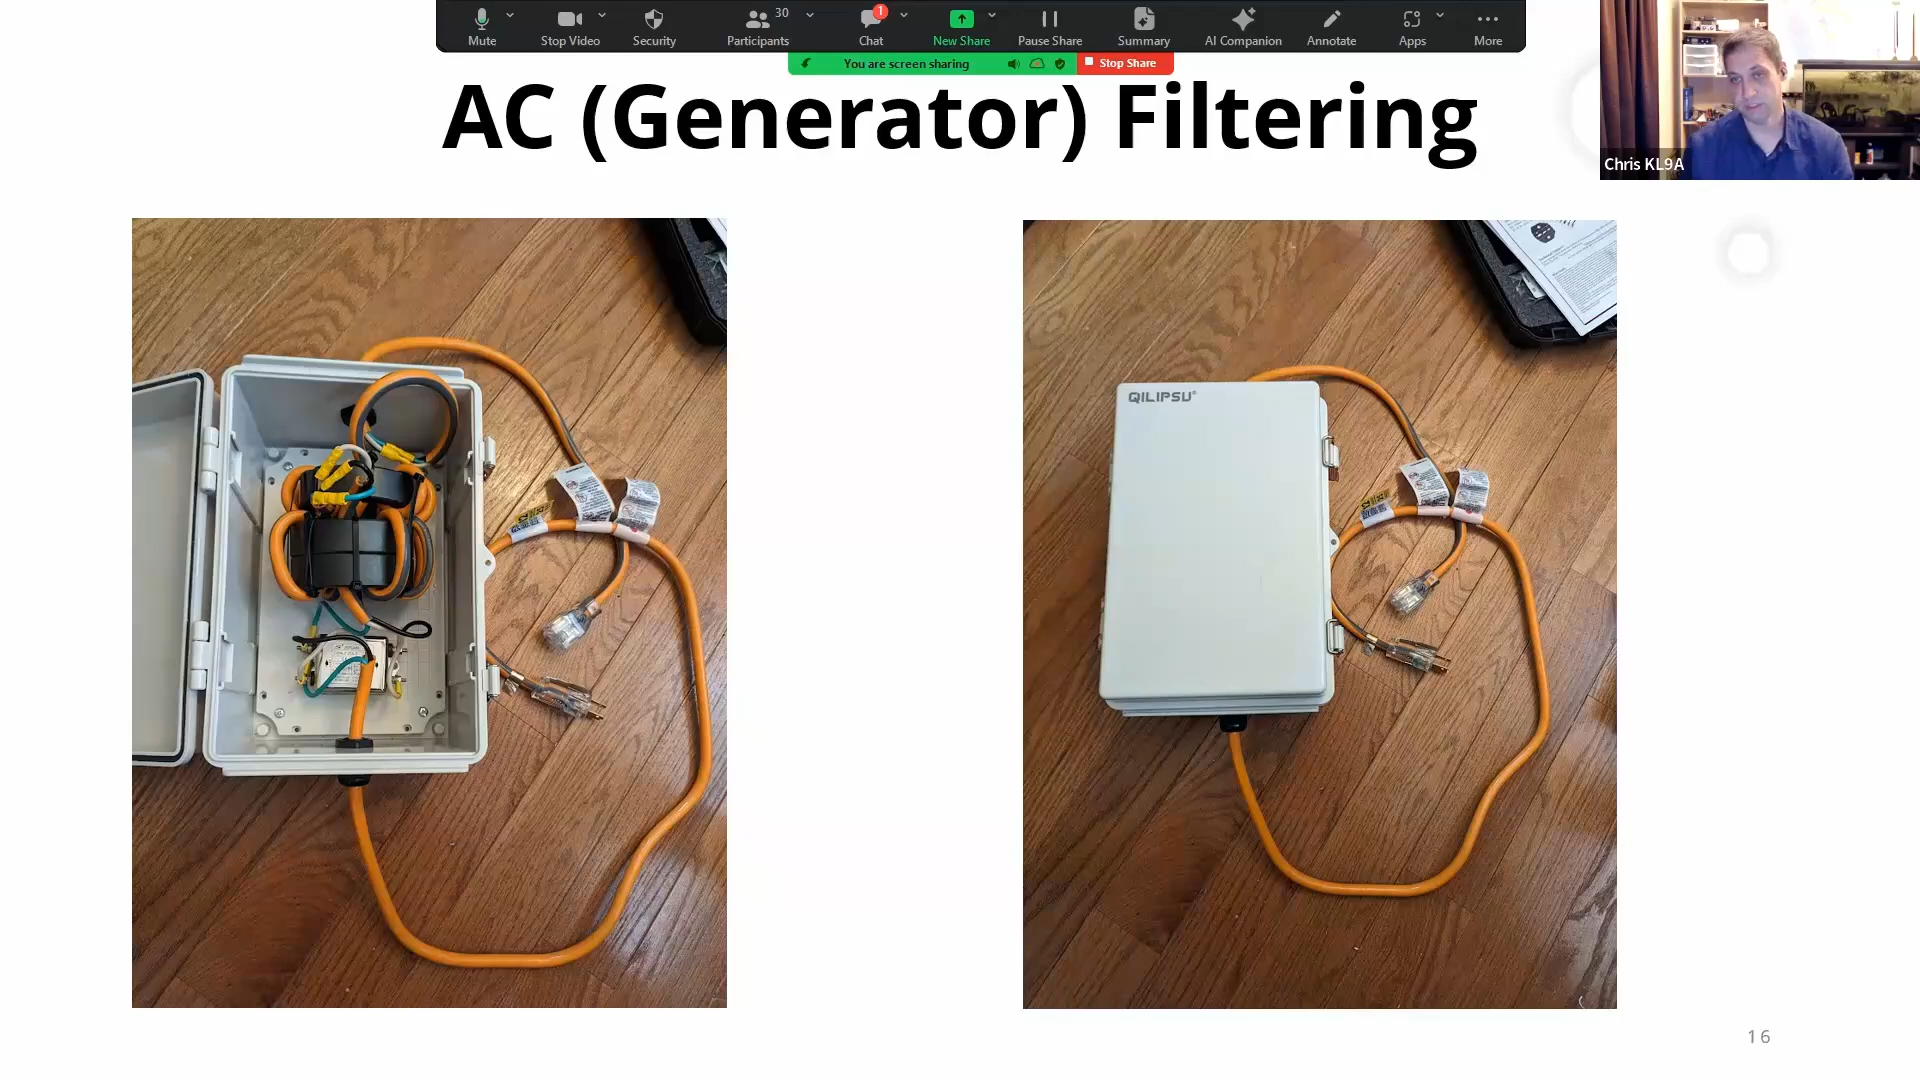 30
1
Mute
Stop Video
Security
Participants
Chat
New Share
Pause Share
Summary
AI Companion
Annotate
Apps
More
You are screen sharing
Stop Share
AC (Generator) Filtering
Chris KL9A
QILIPSU®
16